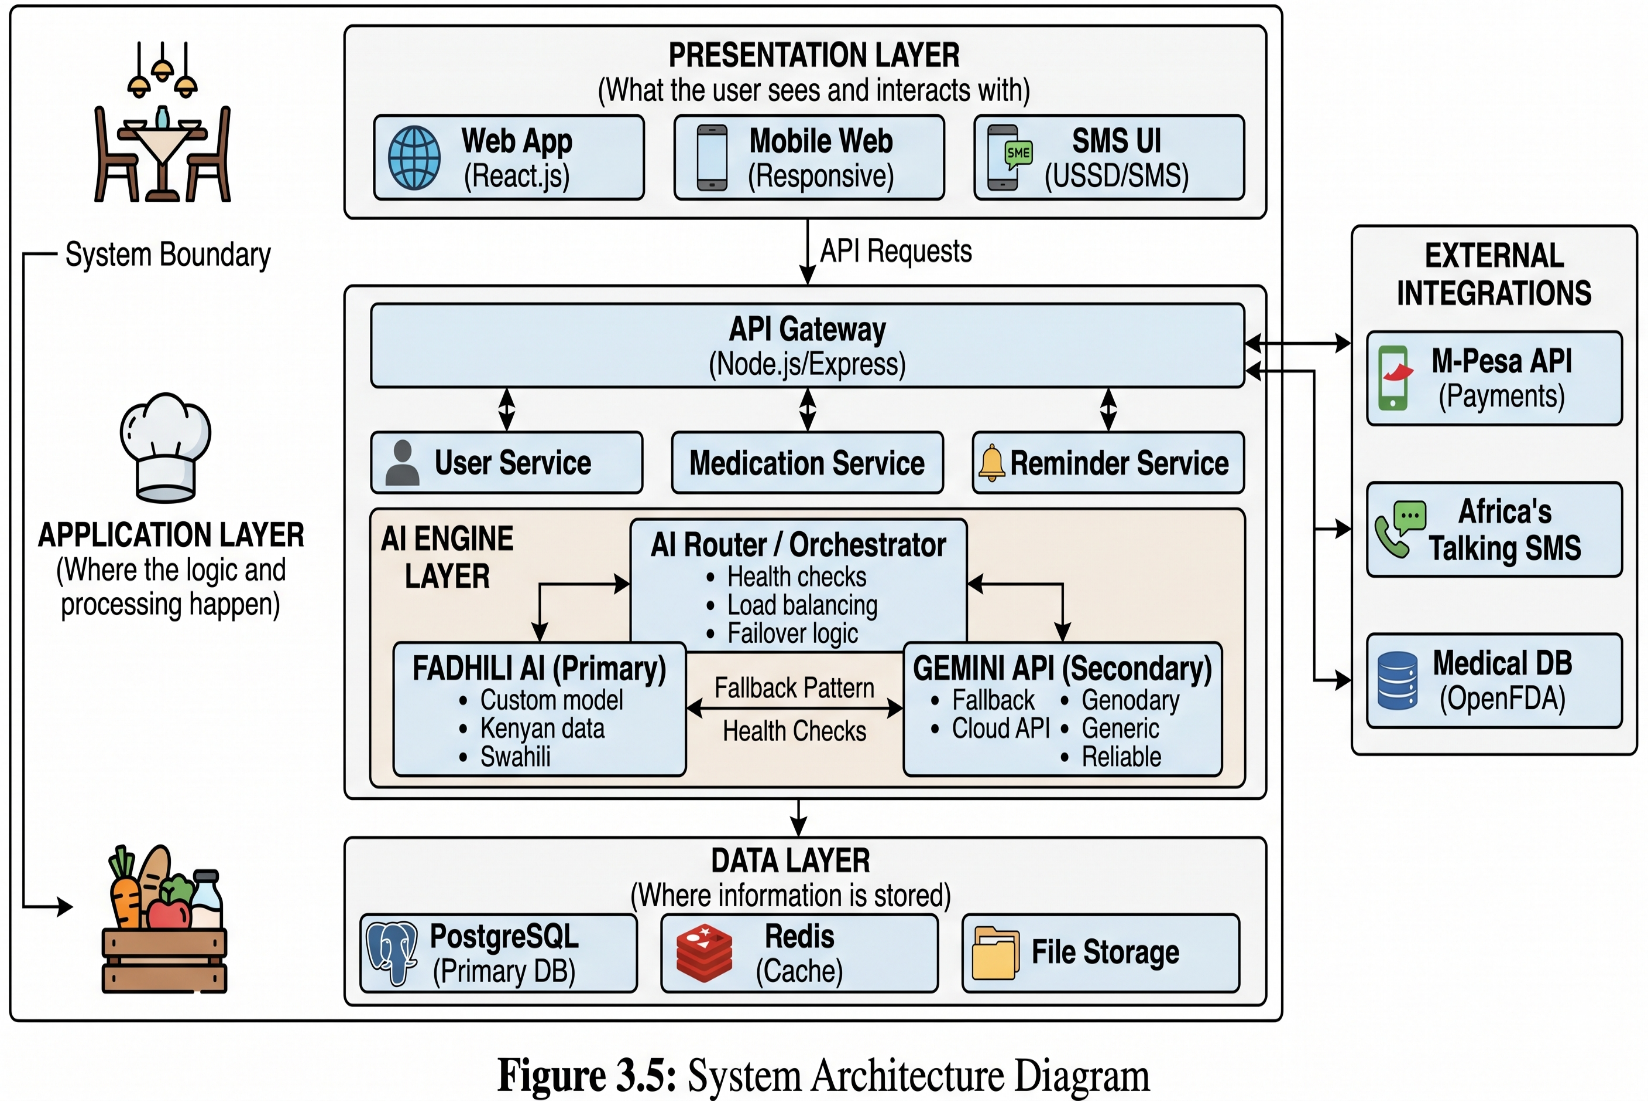 PRESENTATION LAYER
(What the user sees and interacts with)
Web App
(React.js)
Mobile Web
(Responsive)
SME
SMS UI
(USSD/SMS)
System Boundary
API Requests
API Gateway
(Node.js/Express)
User Service
Medication Service
Reminder Service
APPLICATION LAYER
(Where the logic and
processing happen)
AI ENGINE
LAYER
AI Router / Orchestrator
• Health checks
• Load balancing
• Failover logic
FADHILI AI (Primary)
• Custom model
• Kenyan data
• Swahili
Fallback Pattern
Health Checks
GEMINI API (Secondary)
• Fallback
• Cloud API
• Genodary
• Generic
• Reliable
DATA LAYER
(Where information is stored)
PostgreSQL
(Primary DB)
Redis
(Cache)
File Storage
EXTERNAL
INTEGRATIONS
M-Pesa API
(Payments)
Africa's
Talking SMS
Medical DB
(OpenFDA)
Figure 3.5: System Architecture Diagram